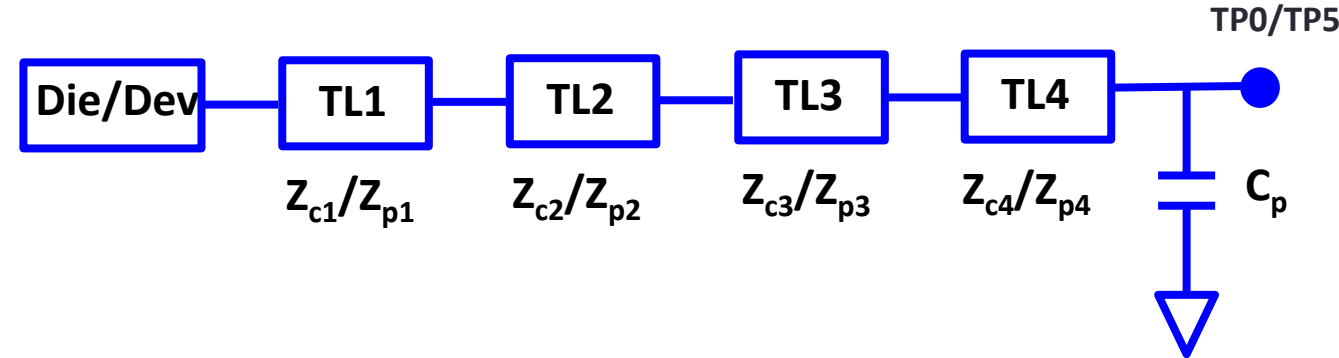 TP0/TP5
Die/Dev TL1 TL2 TL3 TL4
Zc1/Zp1 Zc2/Zp2 Zc3/Zp3 Zc4/Zp4 Cp